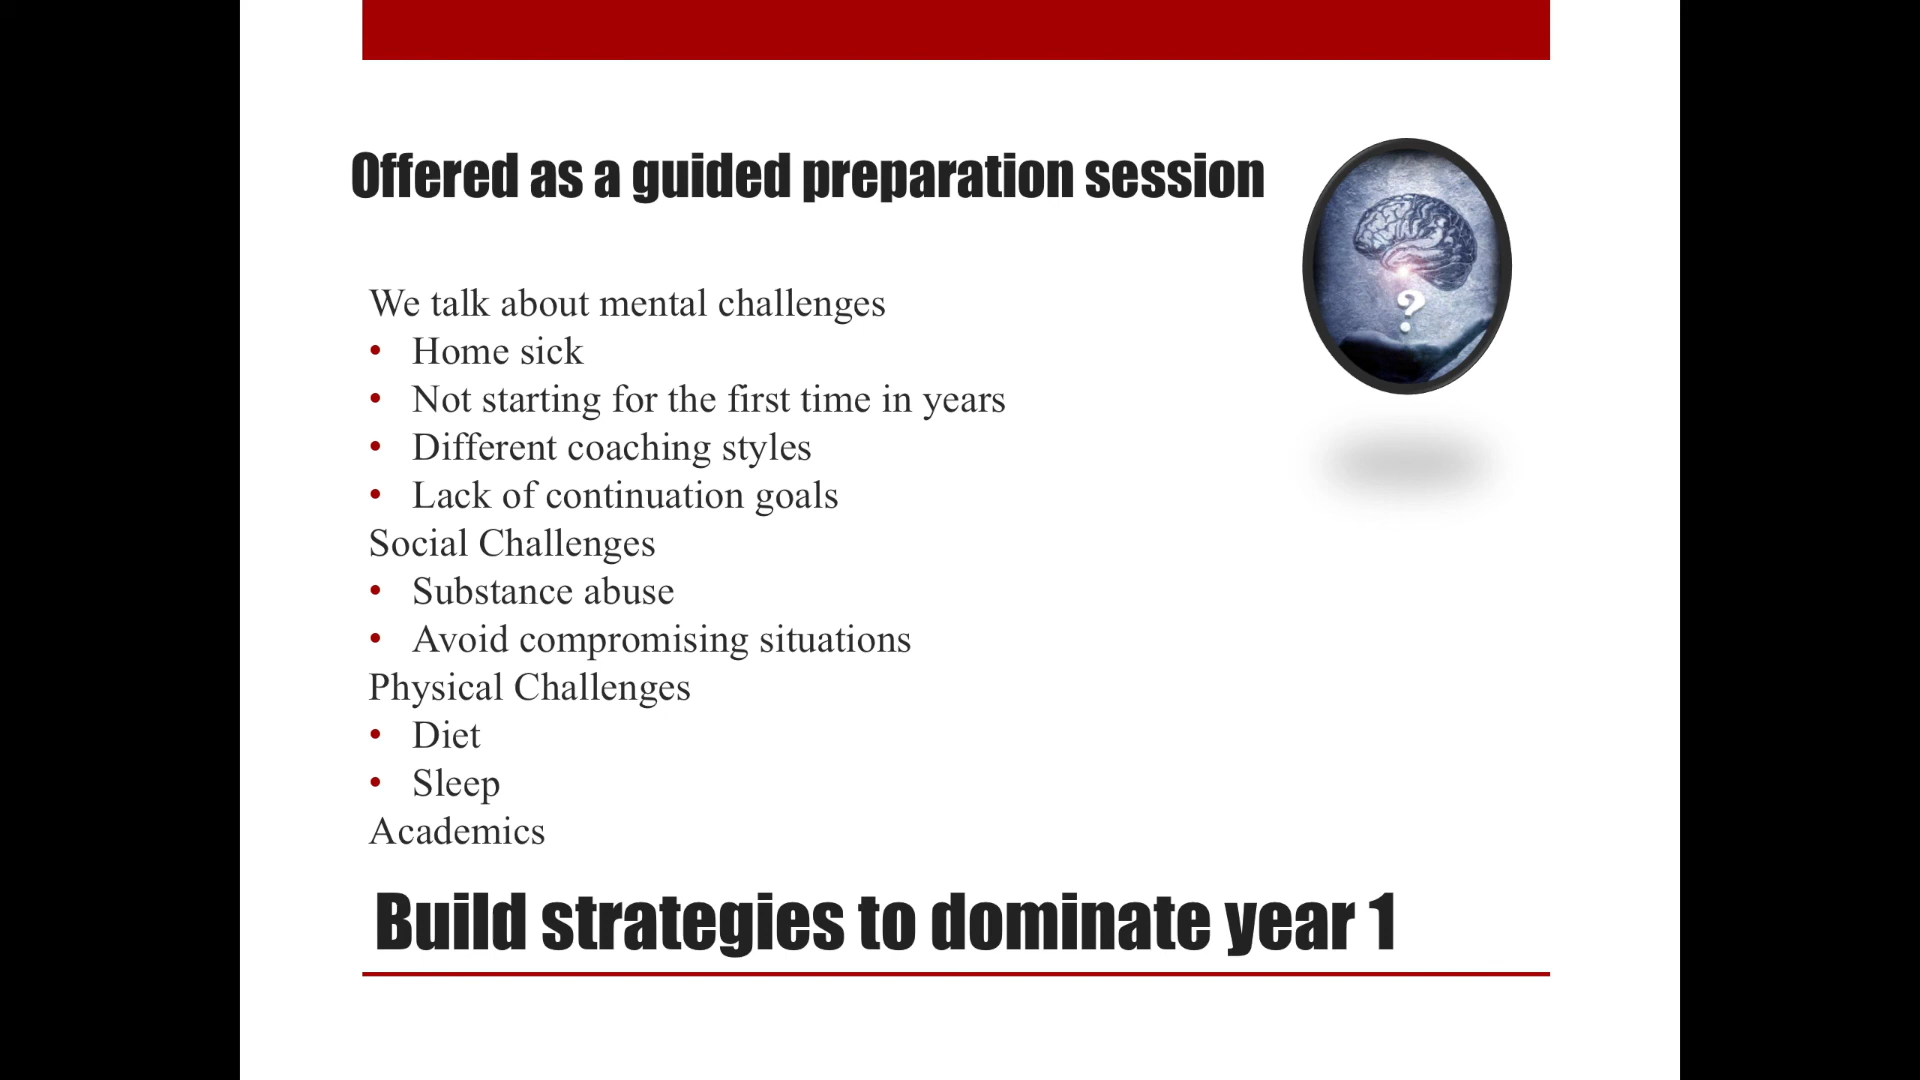 Offered as a guided preparation session
We talk about mental challenges
• Home sick
• Not starting for the first time in years
• Different coaching styles
• Lack of continuation goals
Social Challenges
• Substance abuse
• Avoid compromising situations
Physical Challenges
• Diet
• Sleep
Academics
Build strategies to dominate year 1
?